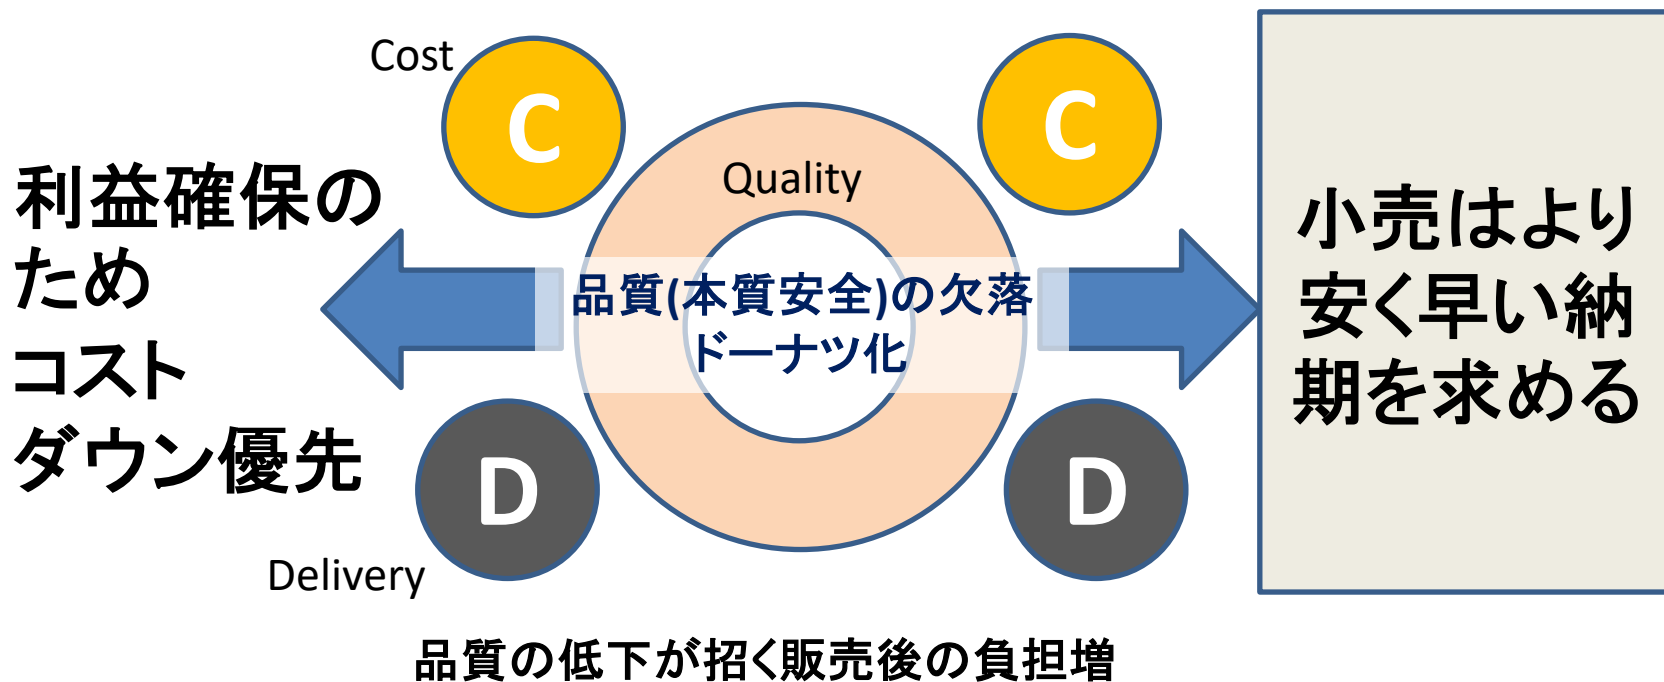 Cost
C
C
Quality
利益確保の
ため
コスト
ダウン優先
品質(本質安全)の欠落
ドーナツ化
小売はより
安く早い納
期を求める
D
D
Delivery
品質の低下が招く販売後の負担増